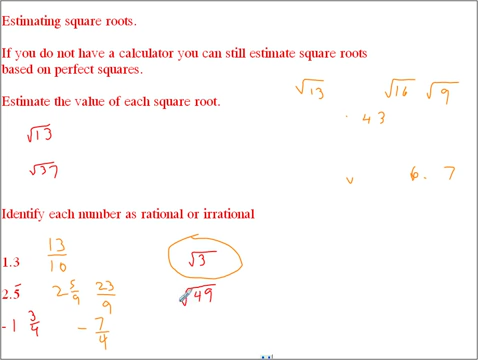 Estimating square roots.
If you do not have a calculator you can still estimate square roots
based on perfect squares.
√13 √16 √9
Estimate the value of each square root.
4 3
√13
√37
6. 7
Identify each number as rational or irrational
1.3 13/10 √3
2.5̄ 2 5/9 23/9 √49
-1 3/4 - 7/4